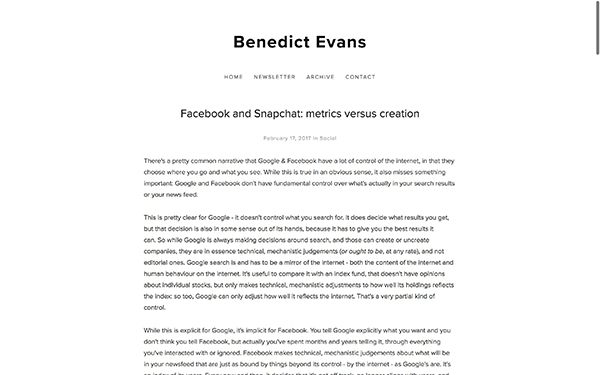 Benedict Evans
HOME NEWSLETTER ARCHIVE CONTACT
Facebook and Snapchat: metrics versus creation
February 17, 2017 in Social
There's a pretty common narrative that Google & Facebook have a lot of control of the internet, in that they
choose where you go and what you see. While this is true in an obvious sense, it also misses something
important: Google and Facebook don't have fundamental control over what's actually in your search results
or your news feed.
This is pretty clear for Google - it doesn't control what you search for. It does decide what results you get,
but that decision is also in some sense out of its hands, because it has to give you the best results it
can. So while Google is always making decisions around search, and those can create or uncreate
companies, they are in essence technical, mechanistic judgements (or ought to be, at any rate), and not
editorial ones. Google search is and has to be a mirror of the internet - both the content of the internet and
human behaviour on the internet. It's useful to compare it with an index fund, that doesn't have opinions
about individual stocks, but only makes technical, mechanistic adjustments to how well its holdings reflects
the index: so too, Google can only adjust how well it reflects the internet. That's a very partial kind of
control.
While this is explicit for Google, it's implicit for Facebook. You tell Google explicitly what you want and you
don't think you tell Facebook, but actually you've spent months and years telling it, through everything
you've interacted with or ignored. Facebook makes technical, mechanistic judgements about what will be
in your newsfeed that are just as bound by things beyond its control - by the internet - as Google's are. It's